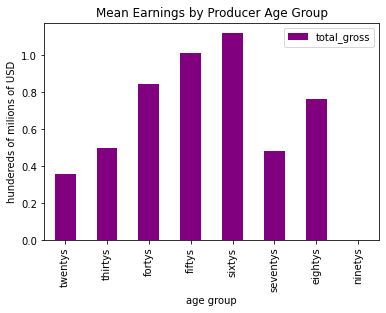 Mean Earnings by Producer Age Group
total_gross
hundereds of milions of USD
1.0
0.8
0.6
0.4
0.2
0.0
twentys
thirtys
fortys
fiftys
sixtys
seventys
eightys
ninetys
age group